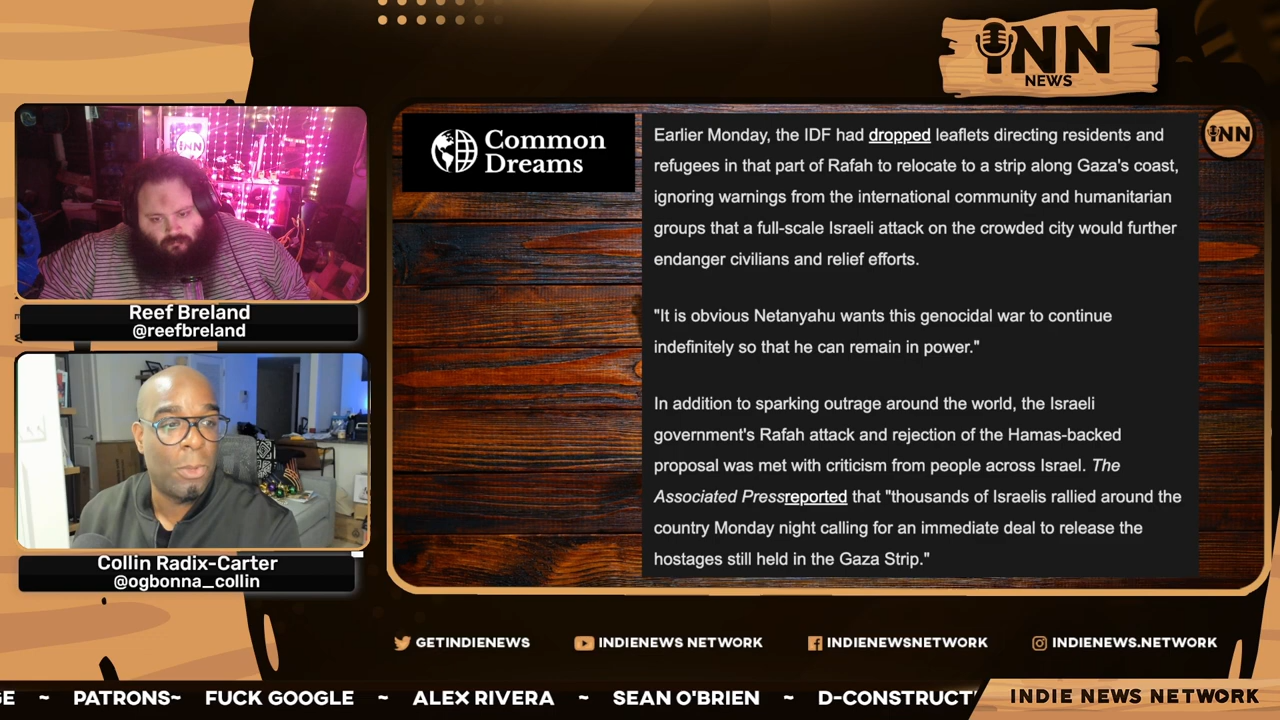 iNN
NEWS
Common
Dreams
Earlier Monday, the IDF had dropped leaflets directing residents and
refugees in that part of Rafah to relocate to a strip along Gaza's coast,
ignoring warnings from the international community and humanitarian
groups that a full-scale Israeli attack on the crowded city would further
endanger civilians and relief efforts.
"It is obvious Netanyahu wants this genocidal war to continue
indefinitely so that he can remain in power."
In addition to sparking outrage around the world, the Israeli
government's Rafah attack and rejection of the Hamas-backed
proposal was met with criticism from people across Israel. The
Associated Pressreported that "thousands of Israelis rallied around the
country Monday night calling for an immediate deal to release the
hostages still held in the Gaza Strip."
iNN
iNN
Reef Breland
@reefbreland
Collin Radix-Carter
@ogbonna_collin
GETINDIENEWS
INDIENEWS NETWORK
INDIENEWSNETWORK
INDIENEWS.NETWORK
GE ~ PATRONS~ FUCK GOOGLE ~ ALEX RIVERA ~ SEAN O'BRIEN ~ D-CONSTRUCT
INDIE NEWS NETWORK